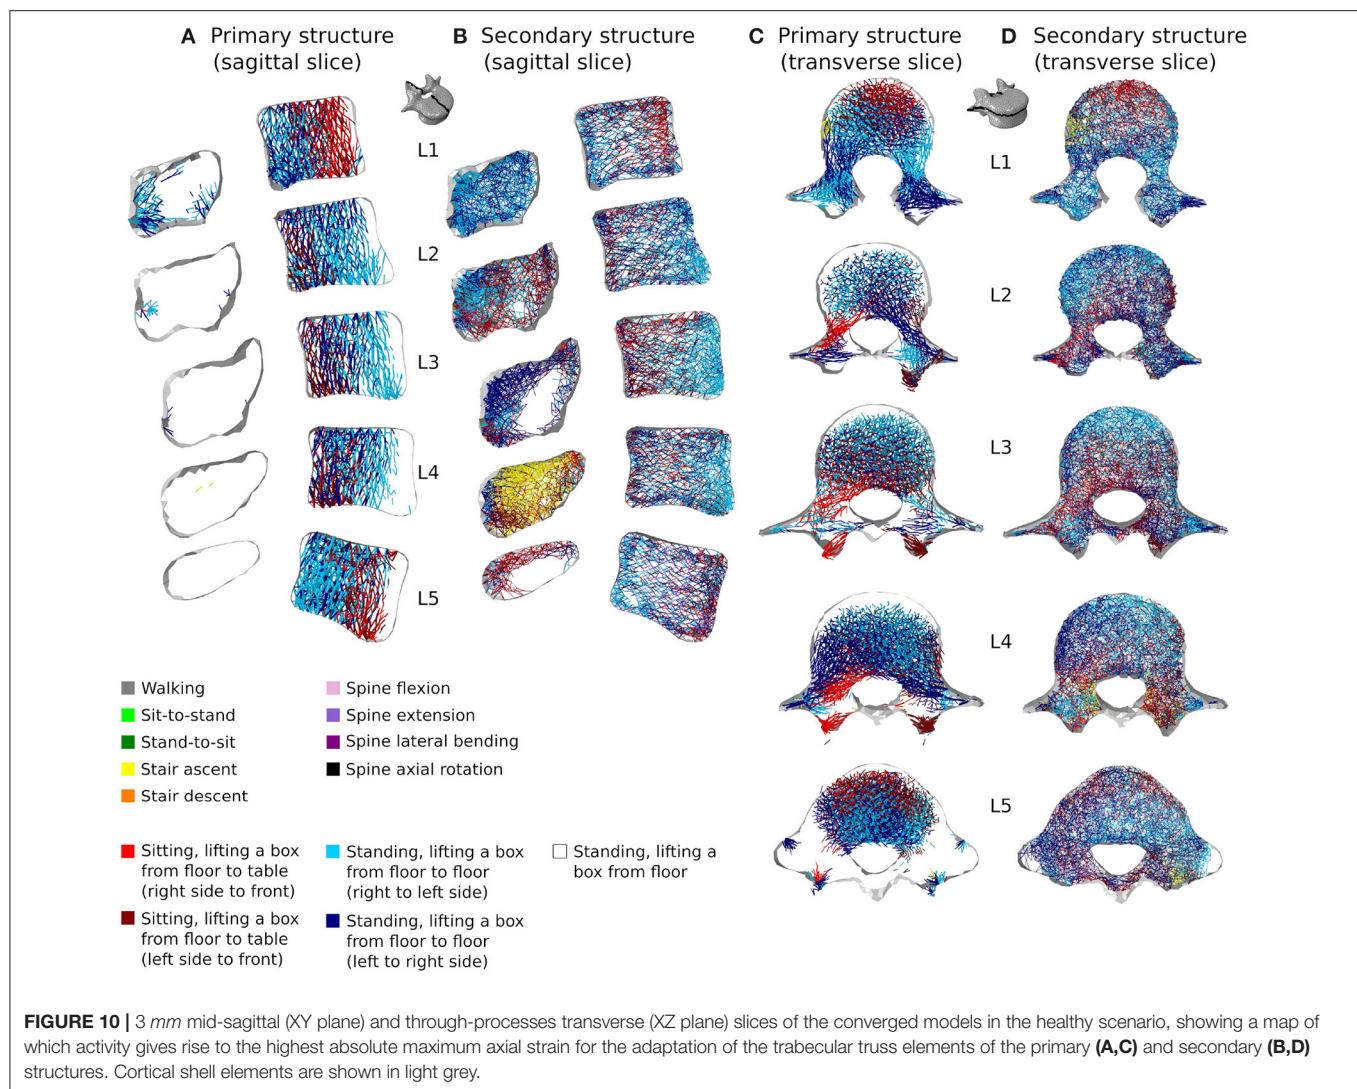 A Primary structure (sagittal slice)
B Secondary structure (sagittal slice)
C Primary structure (transverse slice)
D Secondary structure (transverse slice)
L1
L2
L3
L4
L5
L1
L2
L3
L4
L5
Walking
Sit-to-stand
Stand-to-sit
Stair ascent
Stair descent
Spine flexion
Spine extension
Spine lateral bending
Spine axial rotation
Sitting, lifting a box
from floor to table
(right side to front)
Sitting, lifting a box
from floor to table
(left side to front)
Standing, lifting a box
from floor to floor
(right to left side)
Standing, lifting a box
from floor to floor
(left to right side)
Standing, lifting a
box from floor
FIGURE 10 | 3 mm mid-sagittal (XY plane) and through-processes transverse (XZ plane) slices of the converged models in the healthy scenario, showing a map of
which activity gives rise to the highest absolute maximum axial strain for the adaptation of the trabecular truss elements of the primary (A,C) and secondary (B,D)
structures. Cortical shell elements are shown in light grey.